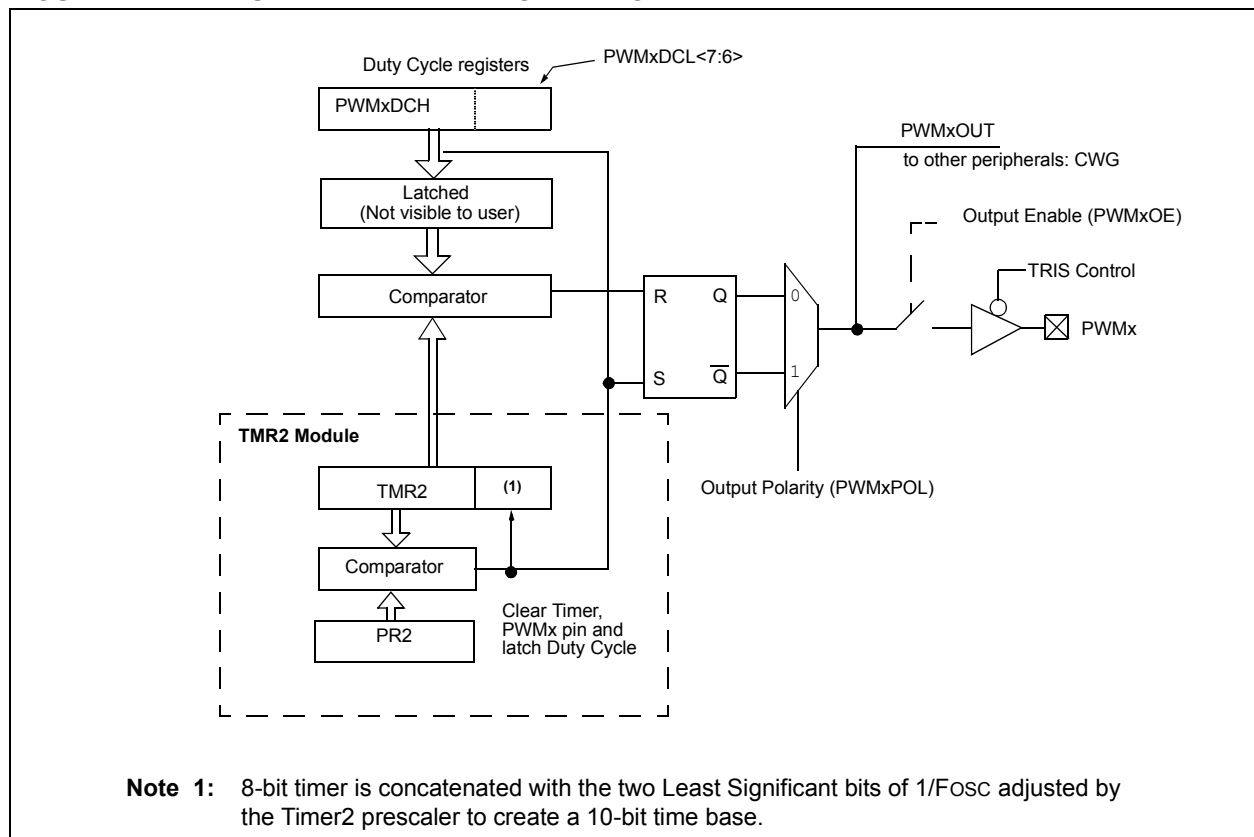 PWMxDCL<7:6>
Duty Cycle registers
PWMxDCH
PWMxOUT
to other peripherals: CWG
Latched
(Not visible to user)
Output Enable (PWMxOE)
TRIS Control
Comparator
R
Q
0
PWMx
S
Q
1
TMR2 Module
TMR2
(1)
Output Polarity (PWMxPOL)
Comparator
Clear Timer,
PWMx pin and
latch Duty Cycle
PR2
Note 1: 8-bit timer is concatenated with the two Least Significant bits of 1/FOSC adjusted by
the Timer2 prescaler to create a 10-bit time base.